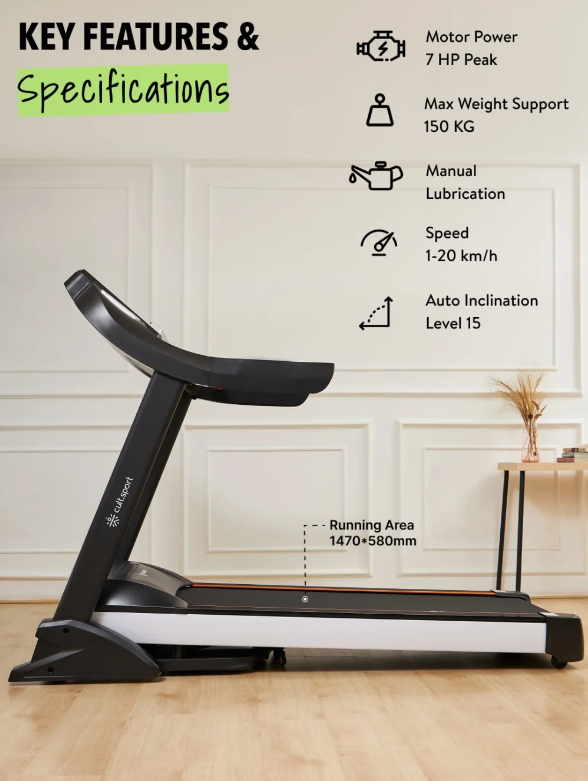 KEY FEATURES &
Specifications
Motor Power
7 HP Peak
Max Weight Support
150 KG
Manual
Lubrication
Speed
1-20 km/h
Auto Inclination
Level 15
cult.sport
Running Area
1470*580mm